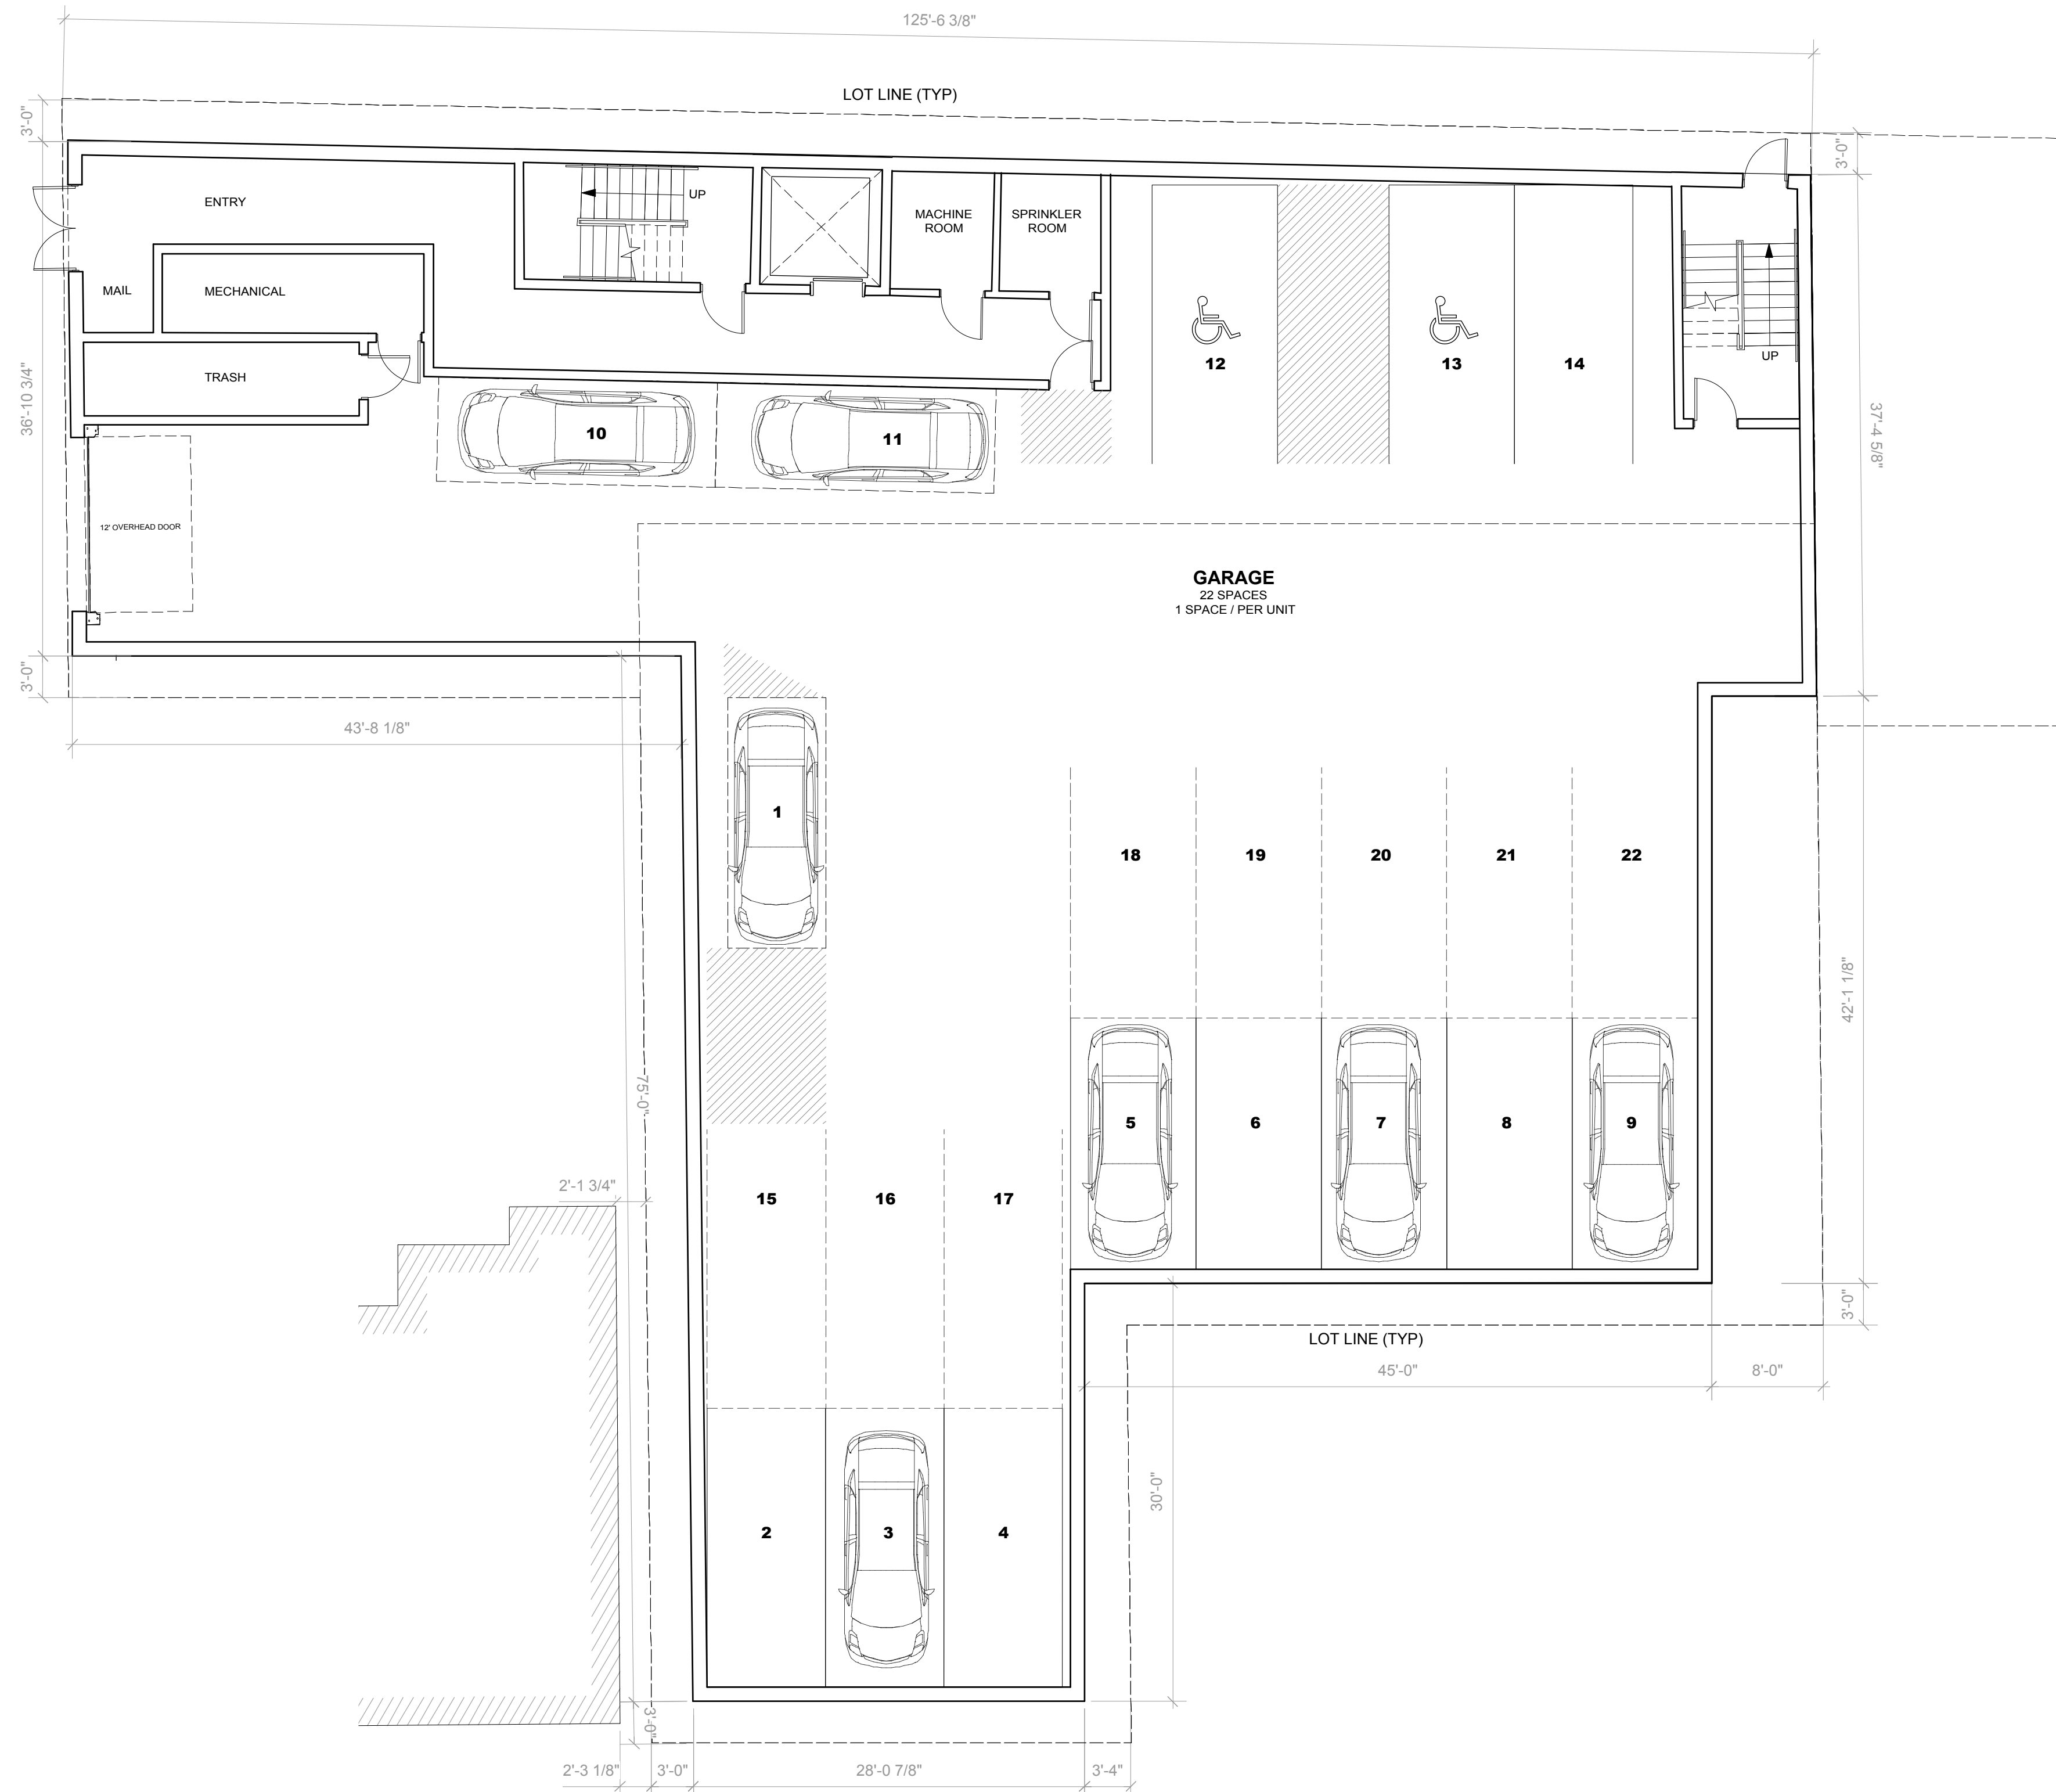 125'-6 3/8"
LOT LINE (TYP)
3'-0"
3'-0"
ENTRY
UP
MACHINE
ROOM
SPRINKLER
ROOM
MAIL
MECHANICAL
12
13
14
UP
TRASH
36'-10 3/4"
37'-4 5/8"
10
11
12' OVERHEAD DOOR
GARAGE
22 SPACES
1 SPACE / PER UNIT
3'-0"
43'-8 1/8"
1
18
19
20
21
22
42'-1 1/8"
75'-0"
5
6
7
8
9
2'-1 3/4"
15
16
17
3'-0"
LOT LINE (TYP)
45'-0"
8'-0"
30'-0"
2
3
4
3'-0"
2'-3 1/8"
3'-0"
28'-0 7/8"
3'-4"